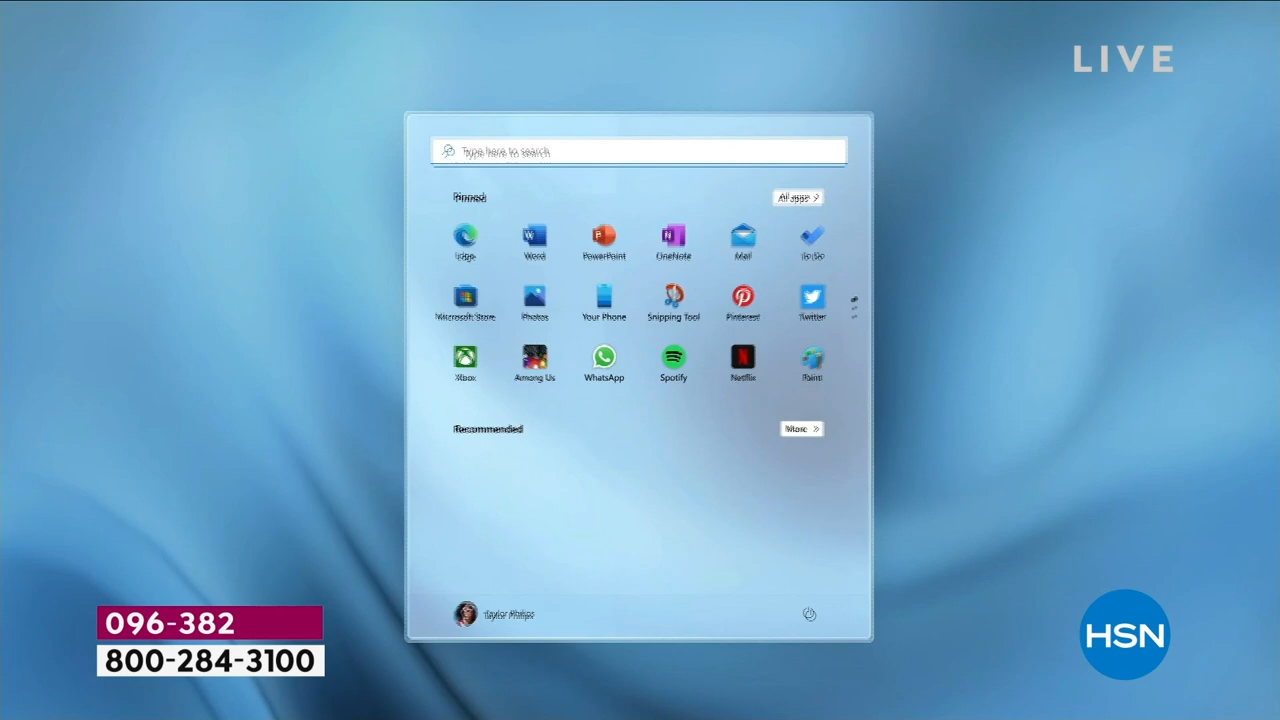 LIVE
Type here to search
Pinned
All apps >
Edge
Word
PowerPoint
OneNote
Mail
To Do
Microsoft Store
Photos
Your Phone
Snipping Tool
Pinterest
Twitter
Xbox
Among Us
WhatsApp
Spotify
Netflix
Paint
Recommended
More >
Taylor Philips
096-382
800-284-3100
HSN